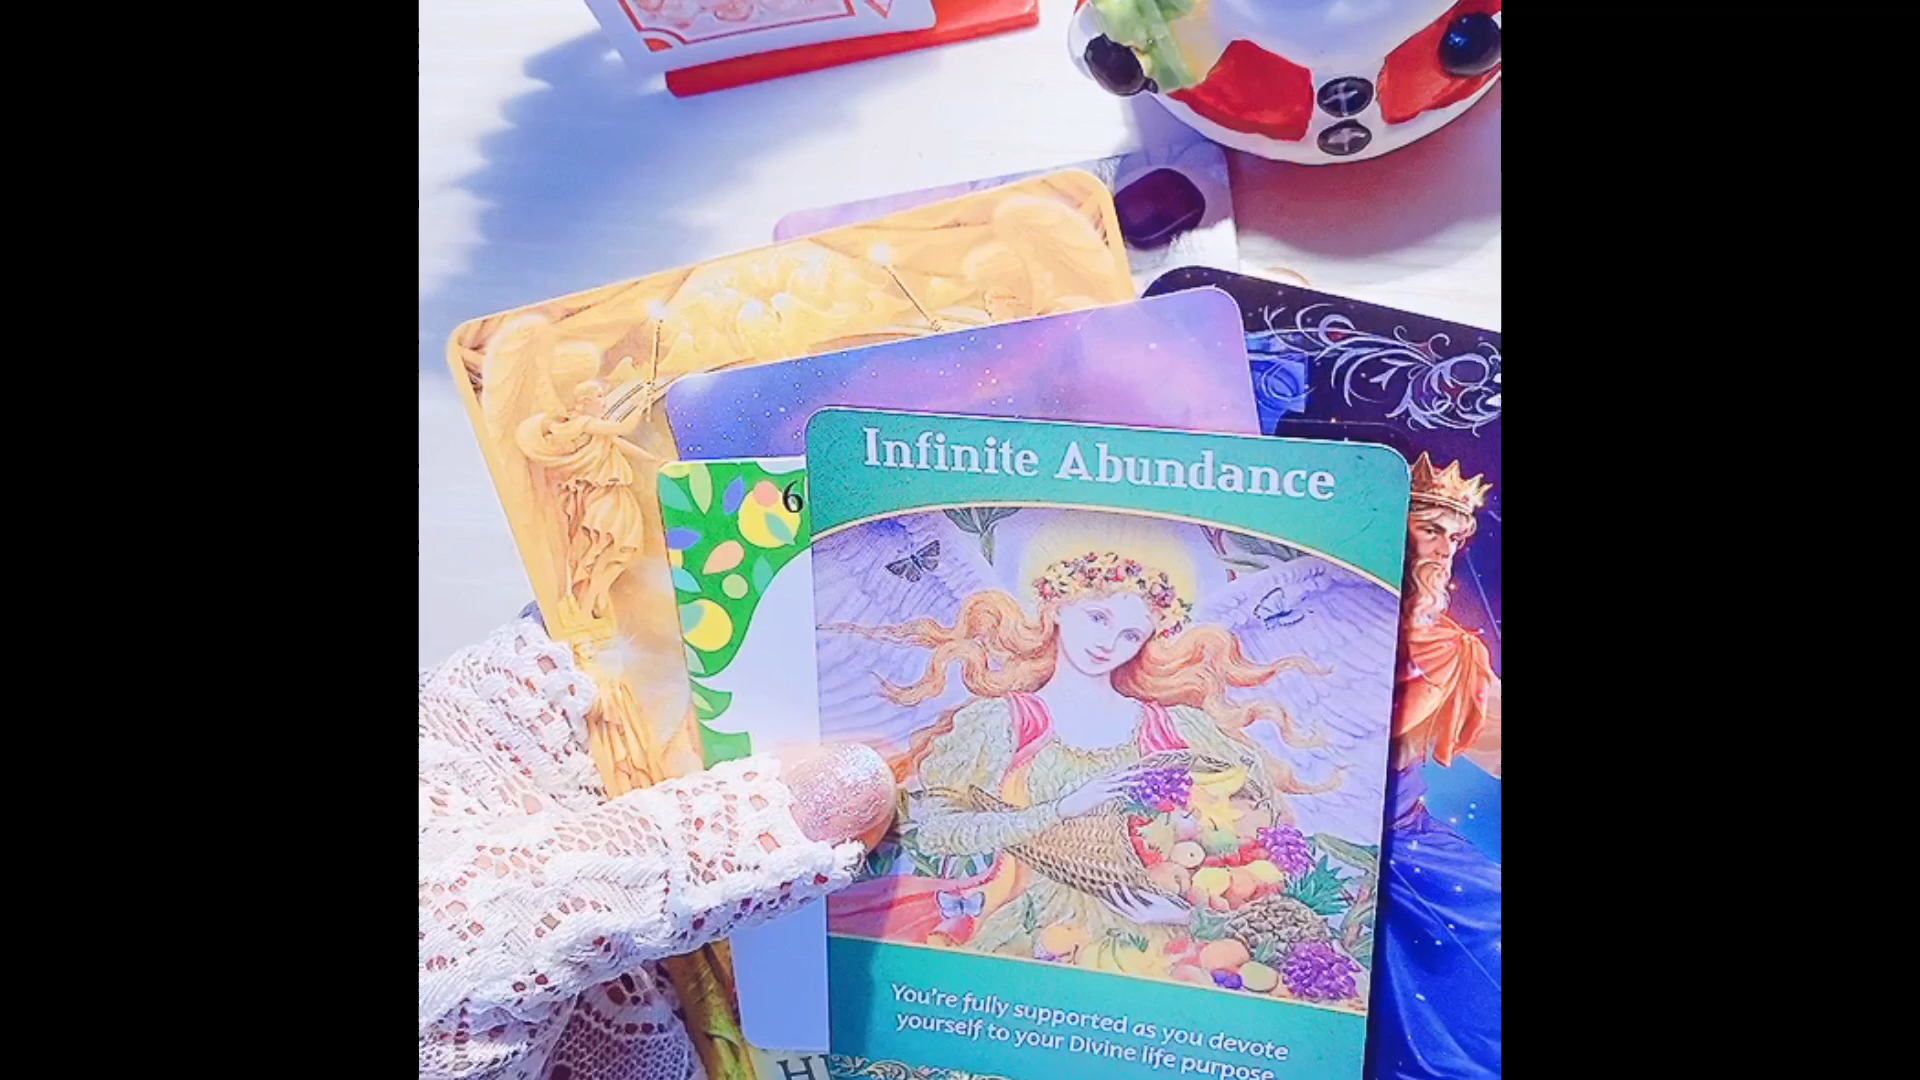 Infinite Abundance
6
You're fully supported as you devote
yourself to your Divine life purpose
H